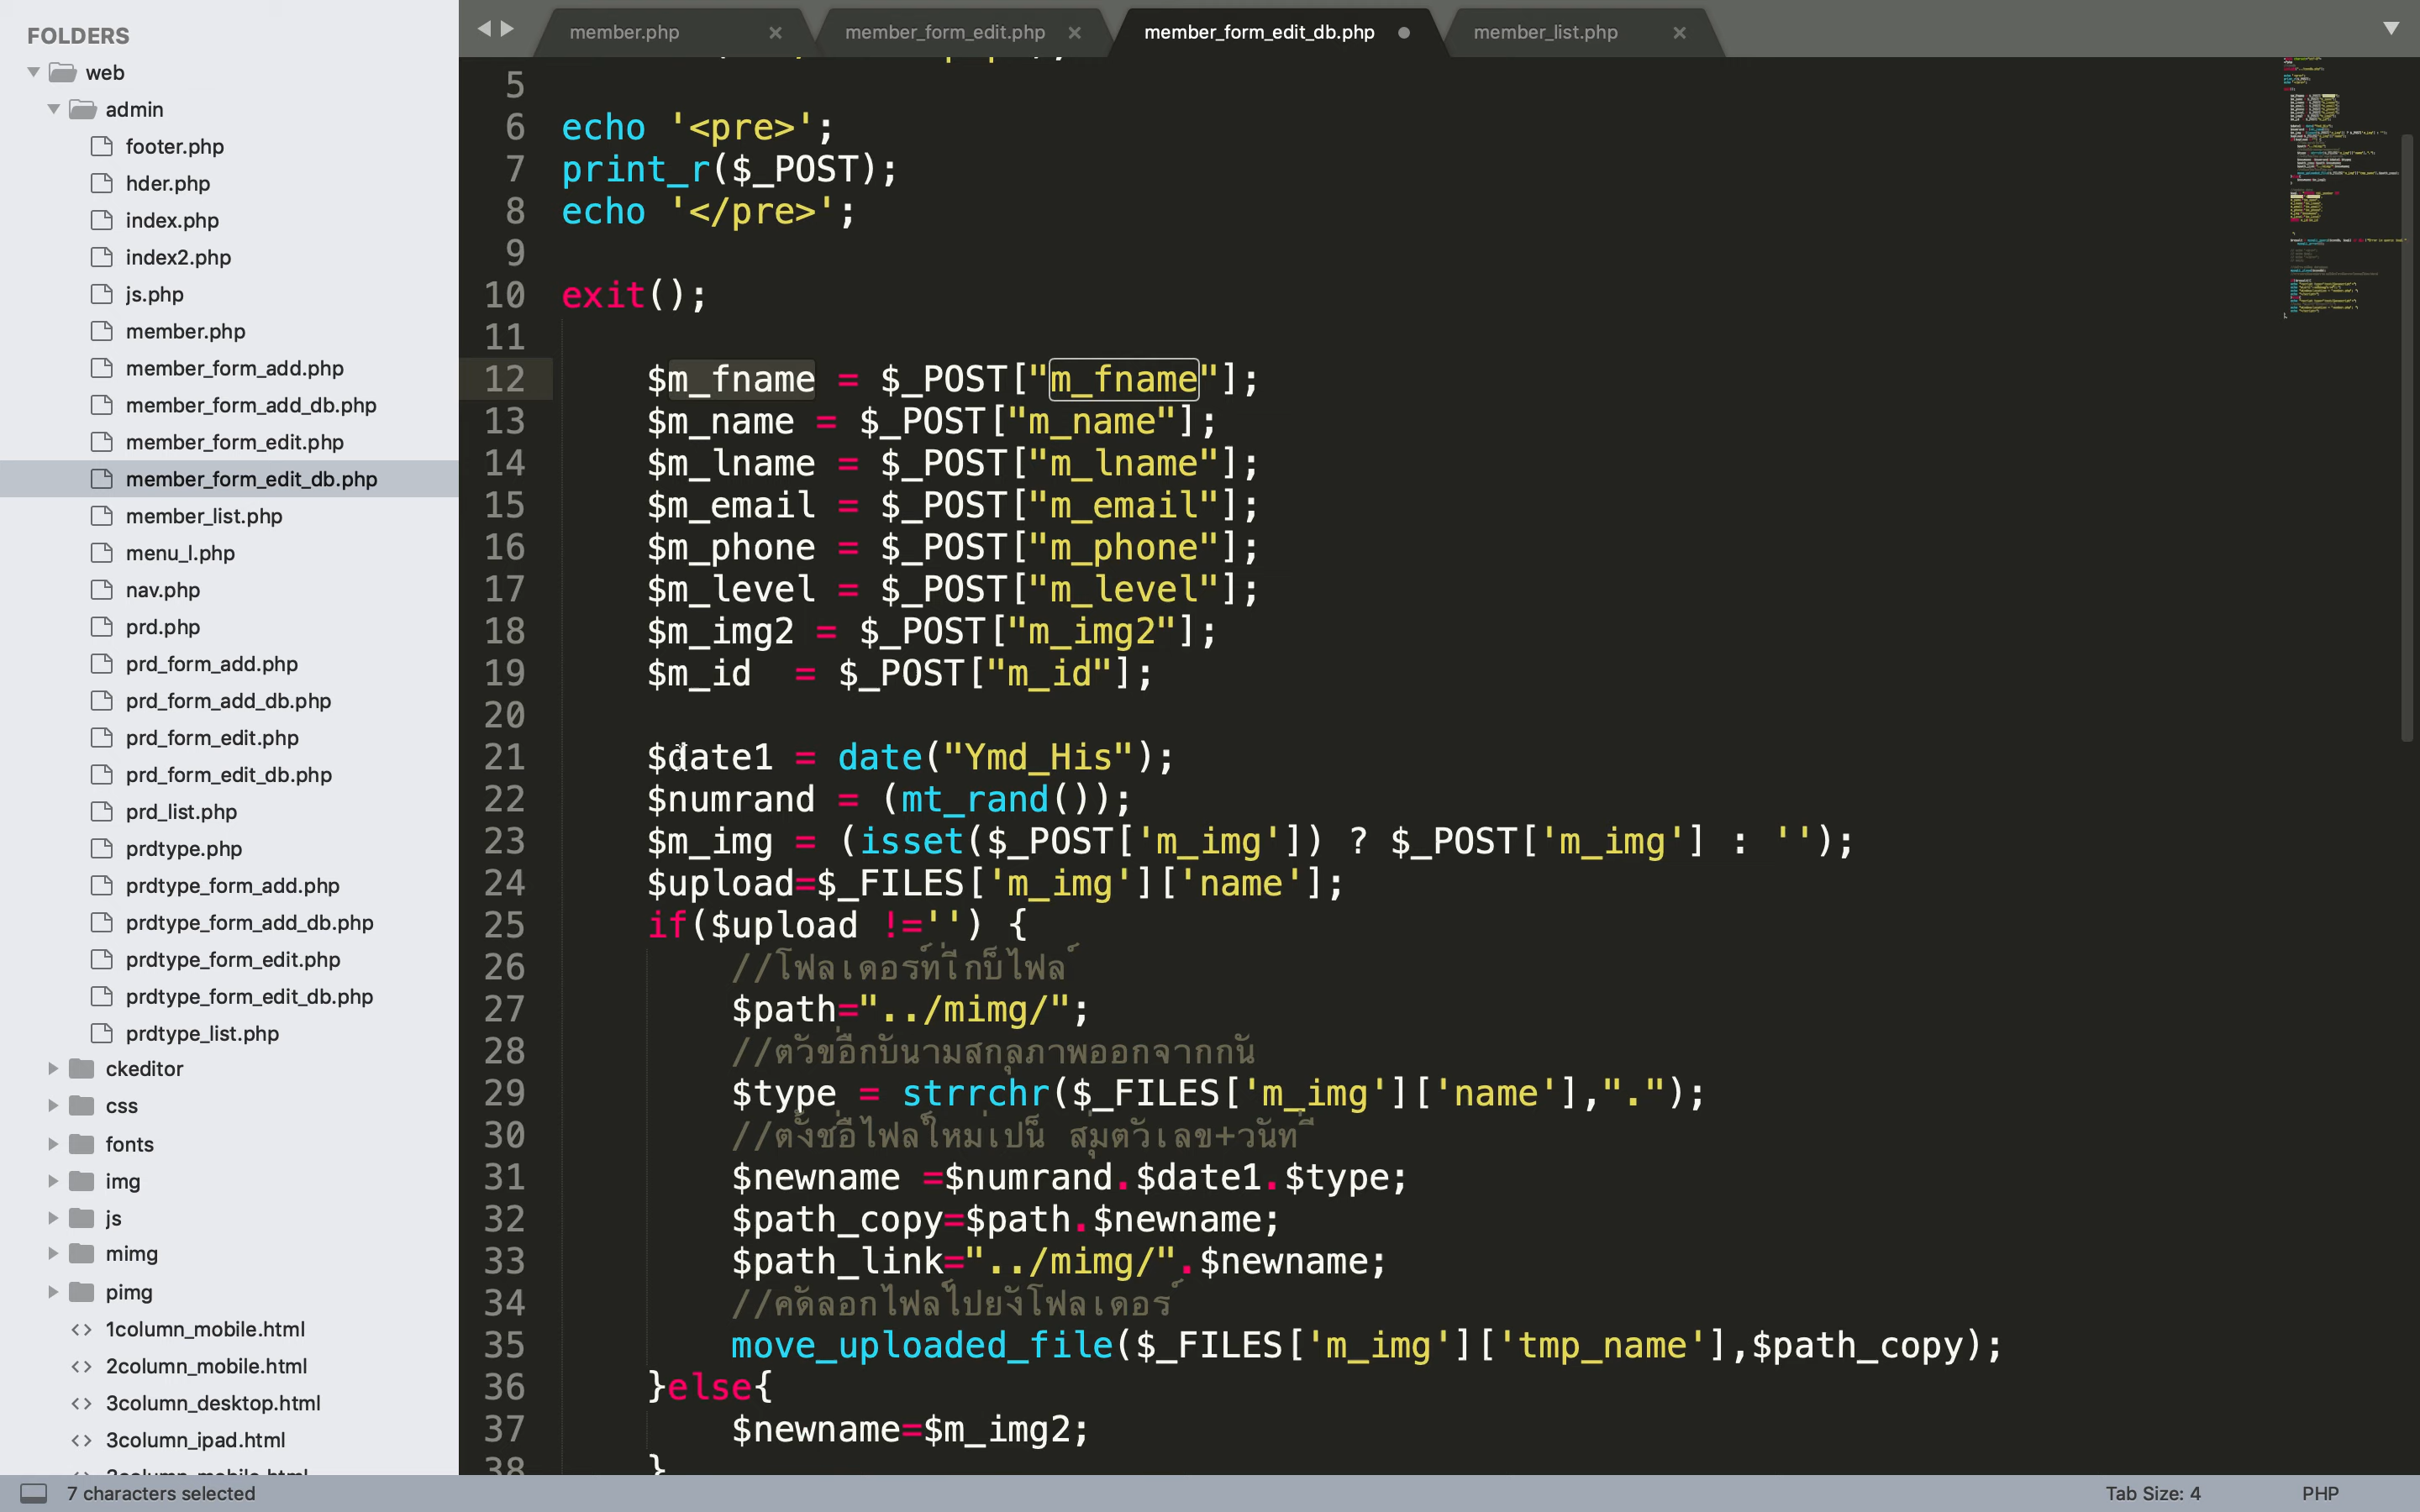 FOLDERS
web
admin
footer.php
hder.php
index.php
index2.php
js.php
member.php
member_form_add.php
member_form_add_db.php
member_form_edit.php
member_form_edit_db.php
member_list.php
menu_l.php
nav.php
prd.php
prd_form_add.php
prd_form_add_db.php
prd_form_edit.php
prd_form_edit_db.php
prd_list.php
prdtype.php
prdtype_form_add.php
prdtype_form_add_db.php
prdtype_form_edit.php
prdtype_form_edit_db.php
prdtype_list.php
ckeditor
css
fonts
img
js
mimg
pimg
1column_mobile.html
2column_mobile.html
3column_desktop.html
3column_ipad.html
member.php
member_form_edit.php
member_form_edit_db.php
member_list.php
5
6 echo '<pre>';
7 print_r($_POST);
8 echo '</pre>';
9
10 exit();
11
12 $m_fname = $_POST["m_fname"];
13 $m_name = $_POST["m_name"];
14 $m_lname = $_POST["m_lname"];
15 $m_email = $_POST["m_email"];
16 $m_phone = $_POST["m_phone"];
17 $m_level = $_POST["m_level"];
18 $m_img2 = $_POST["m_img2"];
19 $m_id  = $_POST["m_id"];
20
21 $date1 = date("Ymd_His");
22 $numrand = (mt_rand());
23 $m_img = (isset($_POST['m_img']) ? $_POST['m_img'] : '');
24 $upload=$_FILES['m_img']['name'];
25 if($upload !='') {
26 //โฟลเดอร์ที่เก็บไฟล์
27 $path="../mimg/";
28 //ตัวขื่อกับนามสกุลภาพออกจากกัน
29 $type = strrchr($_FILES['m_img']['name'],".");
30 //ตั้งชื่อไฟล์ใหม่เป็น สุ่มตัวเลข+วันที่
31 $newname =$numrand.$date1.$type;
32 $path_copy=$path.$newname;
33 $path_link="../mimg/".$newname;
34 //คัดลอกไฟล์ไปยังโฟลเดอร์
35 move_uploaded_file($_FILES['m_img']['tmp_name'],$path_copy);
36 }else{
37 $newname=$m_img2;
38 }
7 characters selected
Tab Size: 4
PHP